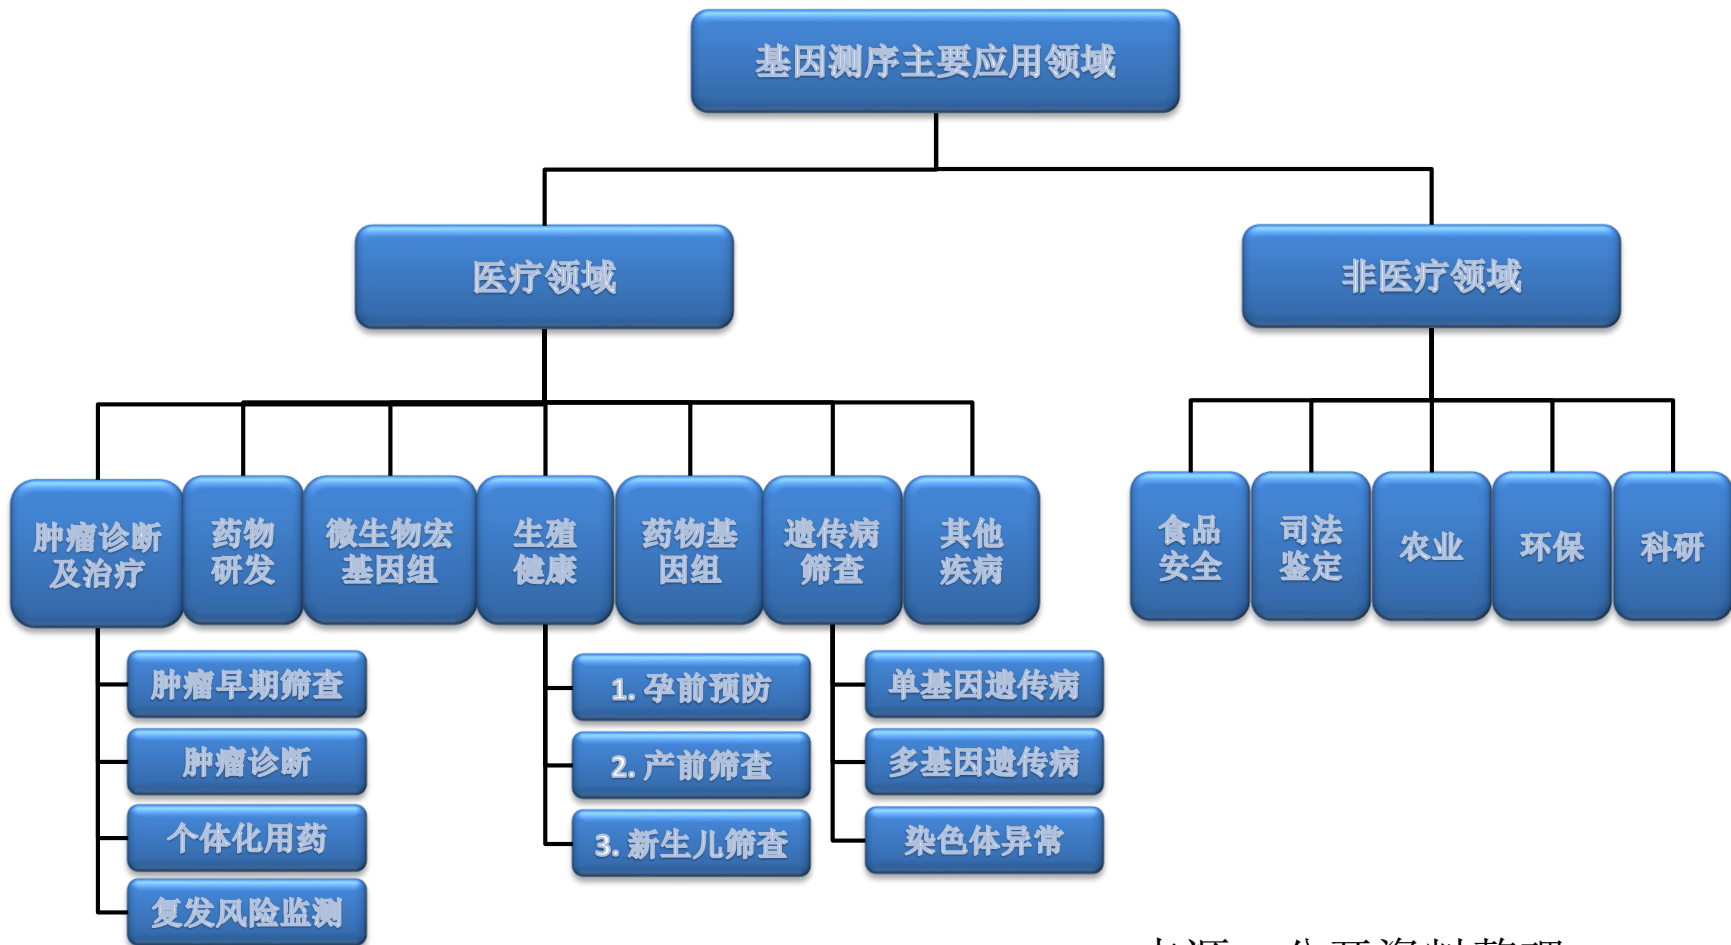 基因测序主要应用领域
医疗领域
非医疗领域
肿瘤诊断
及治疗
药物
研发
微生物宏
基因组
生殖
健康
药物基
因组
遗传病
筛查
其他
疾病
食品
安全
司法
鉴定
农业
环保
科研
肿瘤早期筛查
肿瘤诊断
个体化用药
复发风险监测
1. 孕前预防
2. 产前筛查
3. 新生儿筛查
单基因遗传病
多基因遗传病
染色体异常